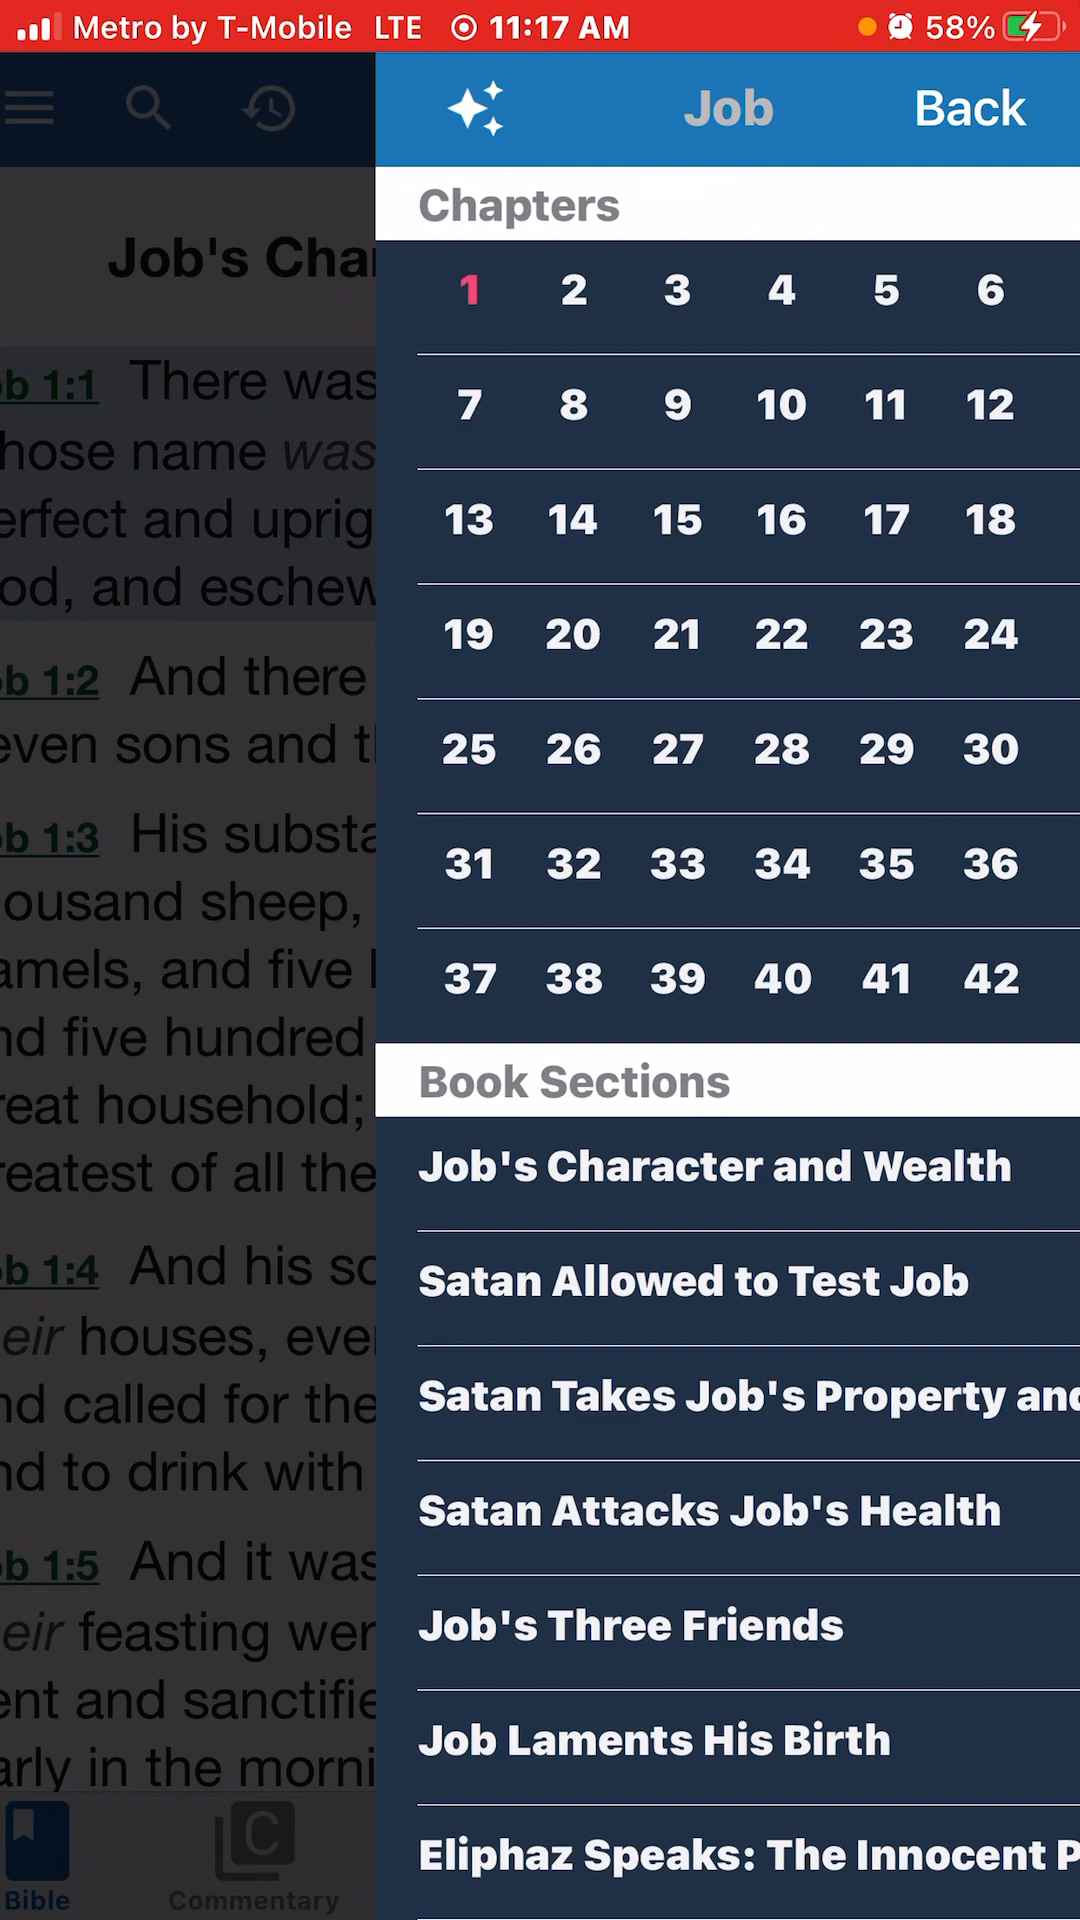 Metro by T-Mobile LTE 11:17 AM 58%
Job Back
Chapters
1 2 3 4 5 6
7 8 9 10 11 12
13 14 15 16 17 18
19 20 21 22 23 24
25 26 27 28 29 30
31 32 33 34 35 36
37 38 39 40 41 42
Book Sections
Job's Character and Wealth
Satan Allowed to Test Job
Satan Takes Job's Property and
Satan Attacks Job's Health
Job's Three Friends
Job Laments His Birth
Eliphaz Speaks: The Innocent P
Job's Cha
b 1:1 There was
hose name was
erfect and uprig
od, and eschew
b 1:2 And there
even sons and t
b 1:3 His substa
ousand sheep,
amels, and five
nd five hundred
reat household;
reatest of all the
b 1:4 And his so
eir houses, eve
nd called for the
nd to drink with
b 1:5 And it was
eir feasting wer
ent and sanctifie
arly in the morni
Bible
C
Commentary